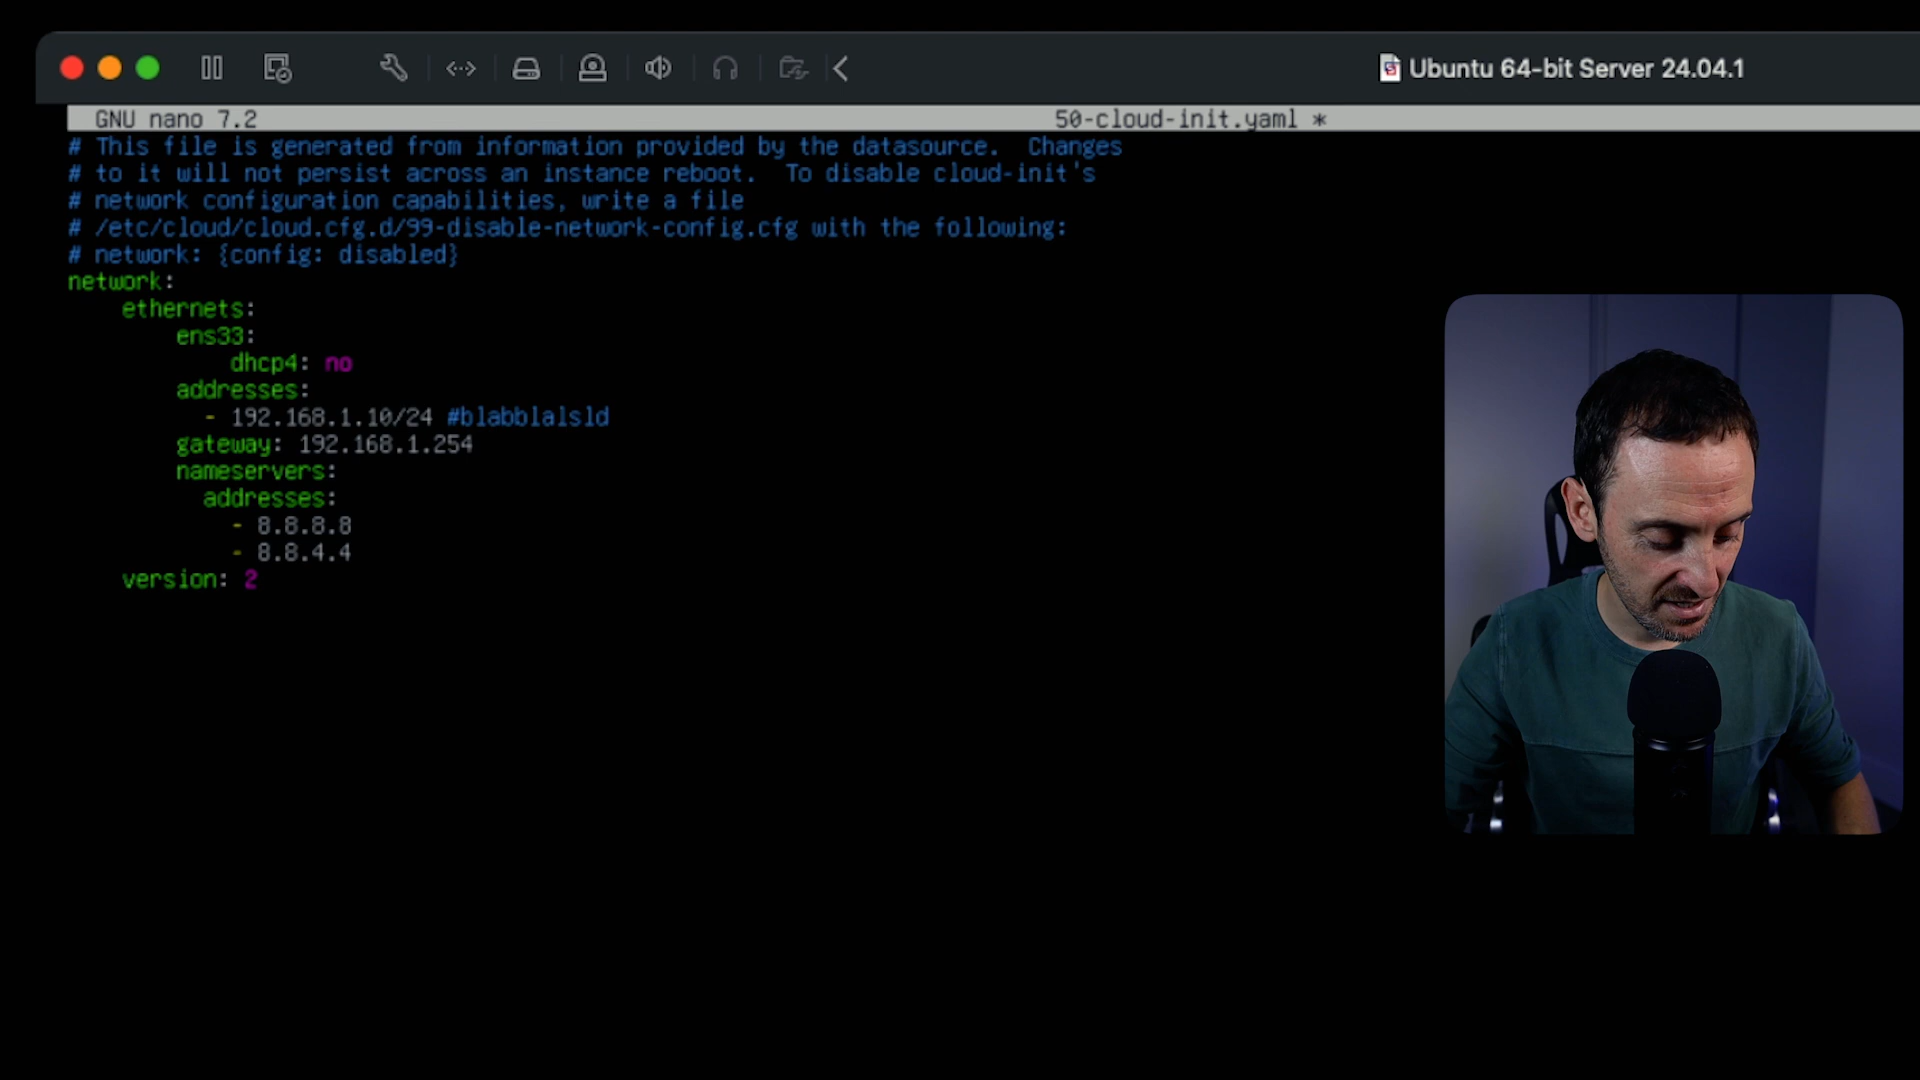 Ubuntu 64-bit Server 24.04.1
GNU nano 7.2 50-cloud-init.yaml *
# This file is generated from information provided by the datasource.  Changes
# to it will not persist across an instance reboot.  To disable cloud-init's
# network configuration capabilities, write a file
# /etc/cloud/cloud.cfg.d/99-disable-network-config.cfg with the following:
# network: {config: disabled}
network:
    ethernets:
        ens33:
            dhcp4: no
        addresses:
          - 192.168.1.10/24 #blabblalsld
        gateway: 192.168.1.254
        nameservers:
          addresses:
            - 8.8.8.8
            - 8.8.4.4
    version: 2